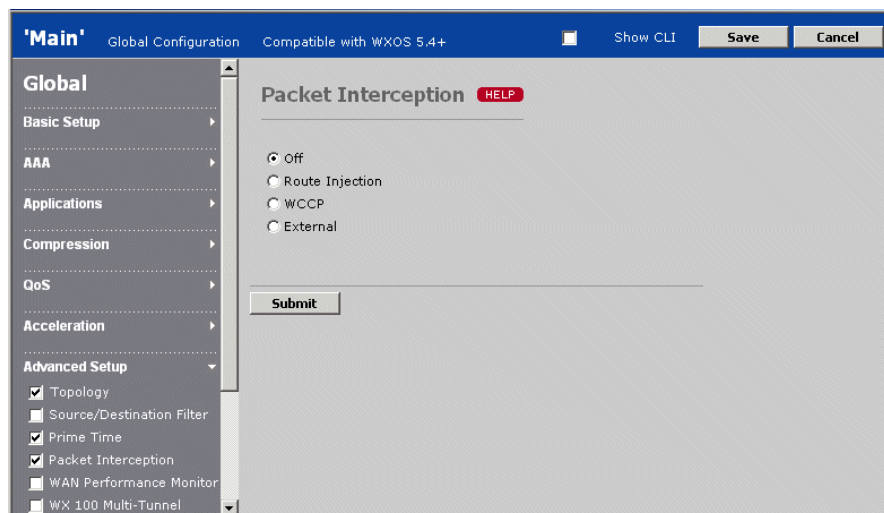 'Main' Global Configuration Compatible with WXOS 5.4+ Show CLI Save Cancel
Global
Basic Setup
AAA
Applications
Compression
QoS
Acceleration
Advanced Setup
Topology
Source/Destination Filter
Prime Time
Packet Interception
WAN Performance Monitor
WX 100 Multi-Tunnel
Packet Interception HELP
Off
Route Injection
WCCP
External
Submit